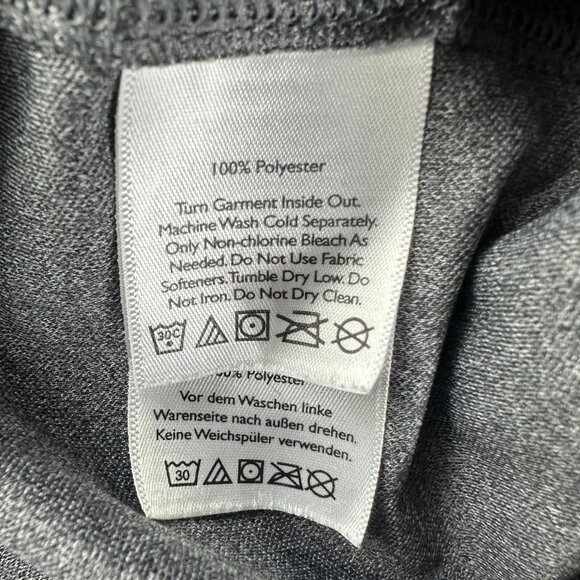 100% Polyester
Turn Garment Inside Out.
Machine Wash Cold Separately.
Only Non-chlorine Bleach As
Needed. Do Not Use Fabric
Softeners. Tumble Dry Low. Do
Not Iron. Do Not Dry Clean.
30C
Polyester
Vor dem Waschen linke
Warenseite nach außen drehen.
Keine Weichspüler verwenden.
30